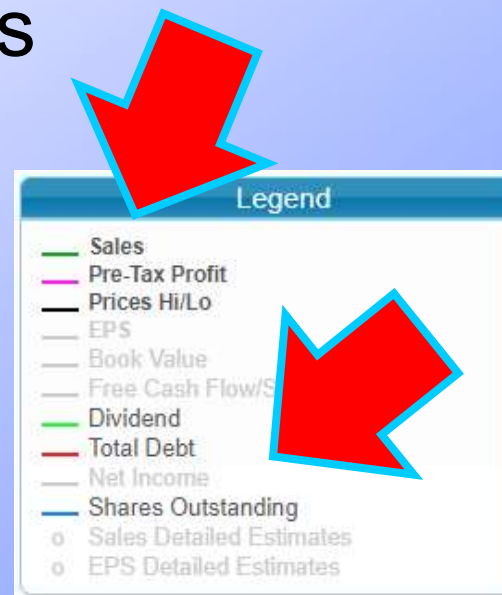 s
Legend
Sales
Pre-Tax Profit
Prices Hi/Lo
EPS
Book Value
Free Cash
Dividend
Total Debt
Net Income
Shares Outstanding
o Sales Detailed Estimates
o EPS Detailed Estimates